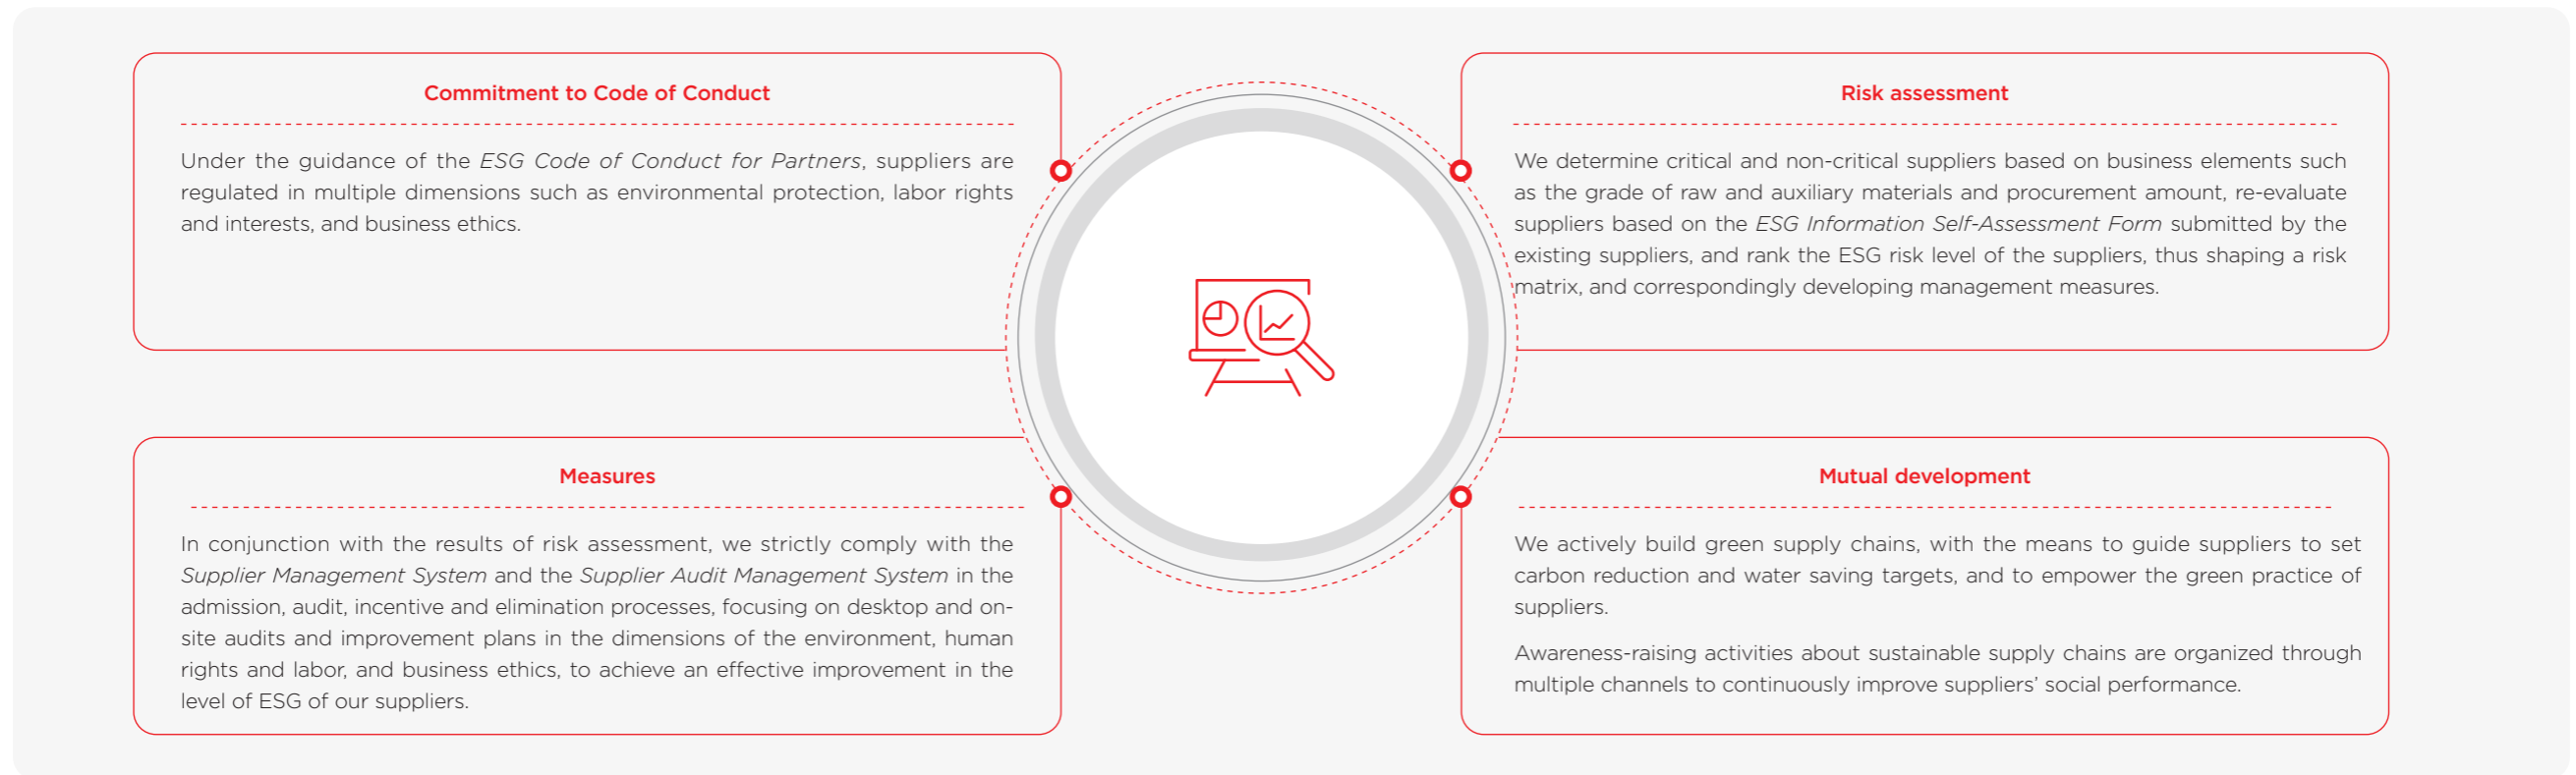 Commitment to Code of Conduct
Under the guidance of the ESG Code of Conduct for Partners, suppliers are
regulated in multiple dimensions such as environmental protection, labor rights
and interests, and business ethics.
Risk assessment
We determine critical and non-critical suppliers based on business elements such
as the grade of raw and auxiliary materials and procurement amount, re-evaluate
suppliers based on the ESG Information Self-Assessment Form submitted by the
existing suppliers, and rank the ESG risk level of the suppliers, thus shaping a risk
matrix, and correspondingly developing management measures.
Measures
In conjunction with the results of risk assessment, we strictly comply with the
Supplier Management System and the Supplier Audit Management System in the
admission, audit, incentive and elimination processes, focusing on desktop and on-
site audits and improvement plans in the dimensions of the environment, human
rights and labor, and business ethics, to achieve an effective improvement in the
level of ESG of our suppliers.
Mutual development
We actively build green supply chains, with the means to guide suppliers to set
carbon reduction and water saving targets, and to empower the green practice of
suppliers.
Awareness-raising activities about sustainable supply chains are organized through
multiple channels to continuously improve suppliers’ social performance.